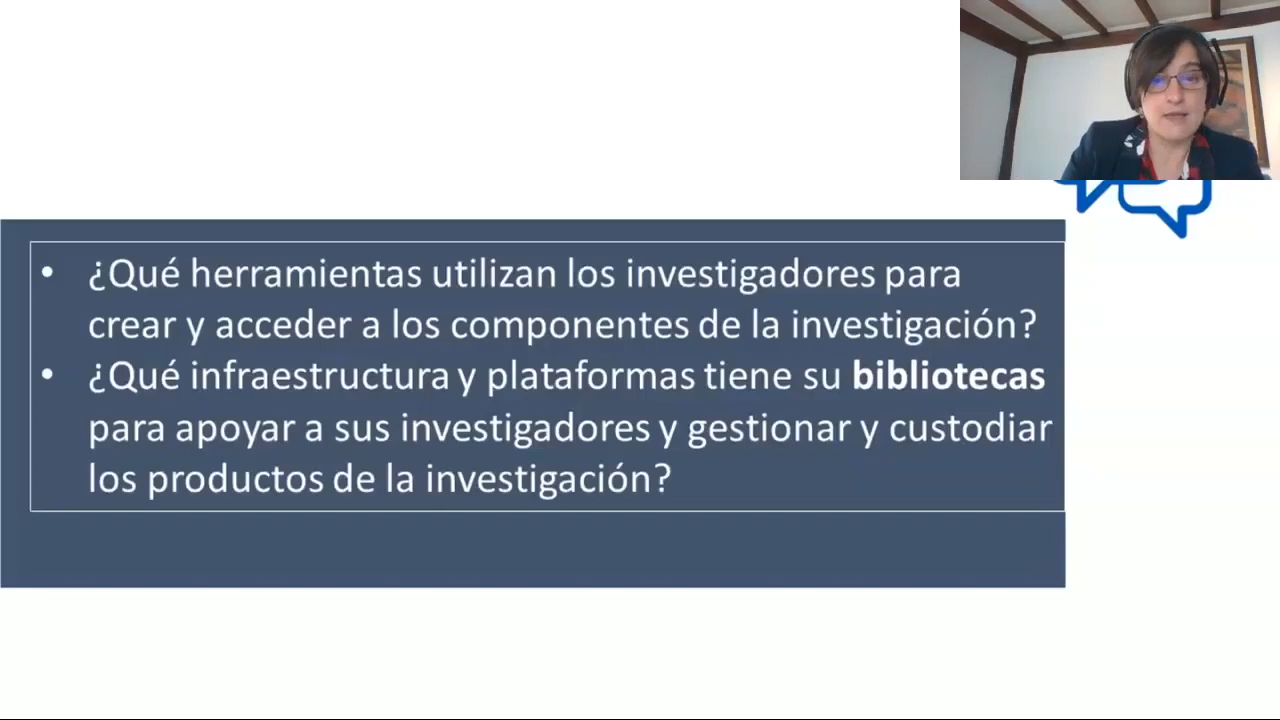 • ¿Qué herramientas utilizan los investigadores para
crear y acceder a los componentes de la investigación?
• ¿Qué infraestructura y plataformas tiene su bibliotecas
para apoyar a sus investigadores y gestionar y custodiar
los productos de la investigación?